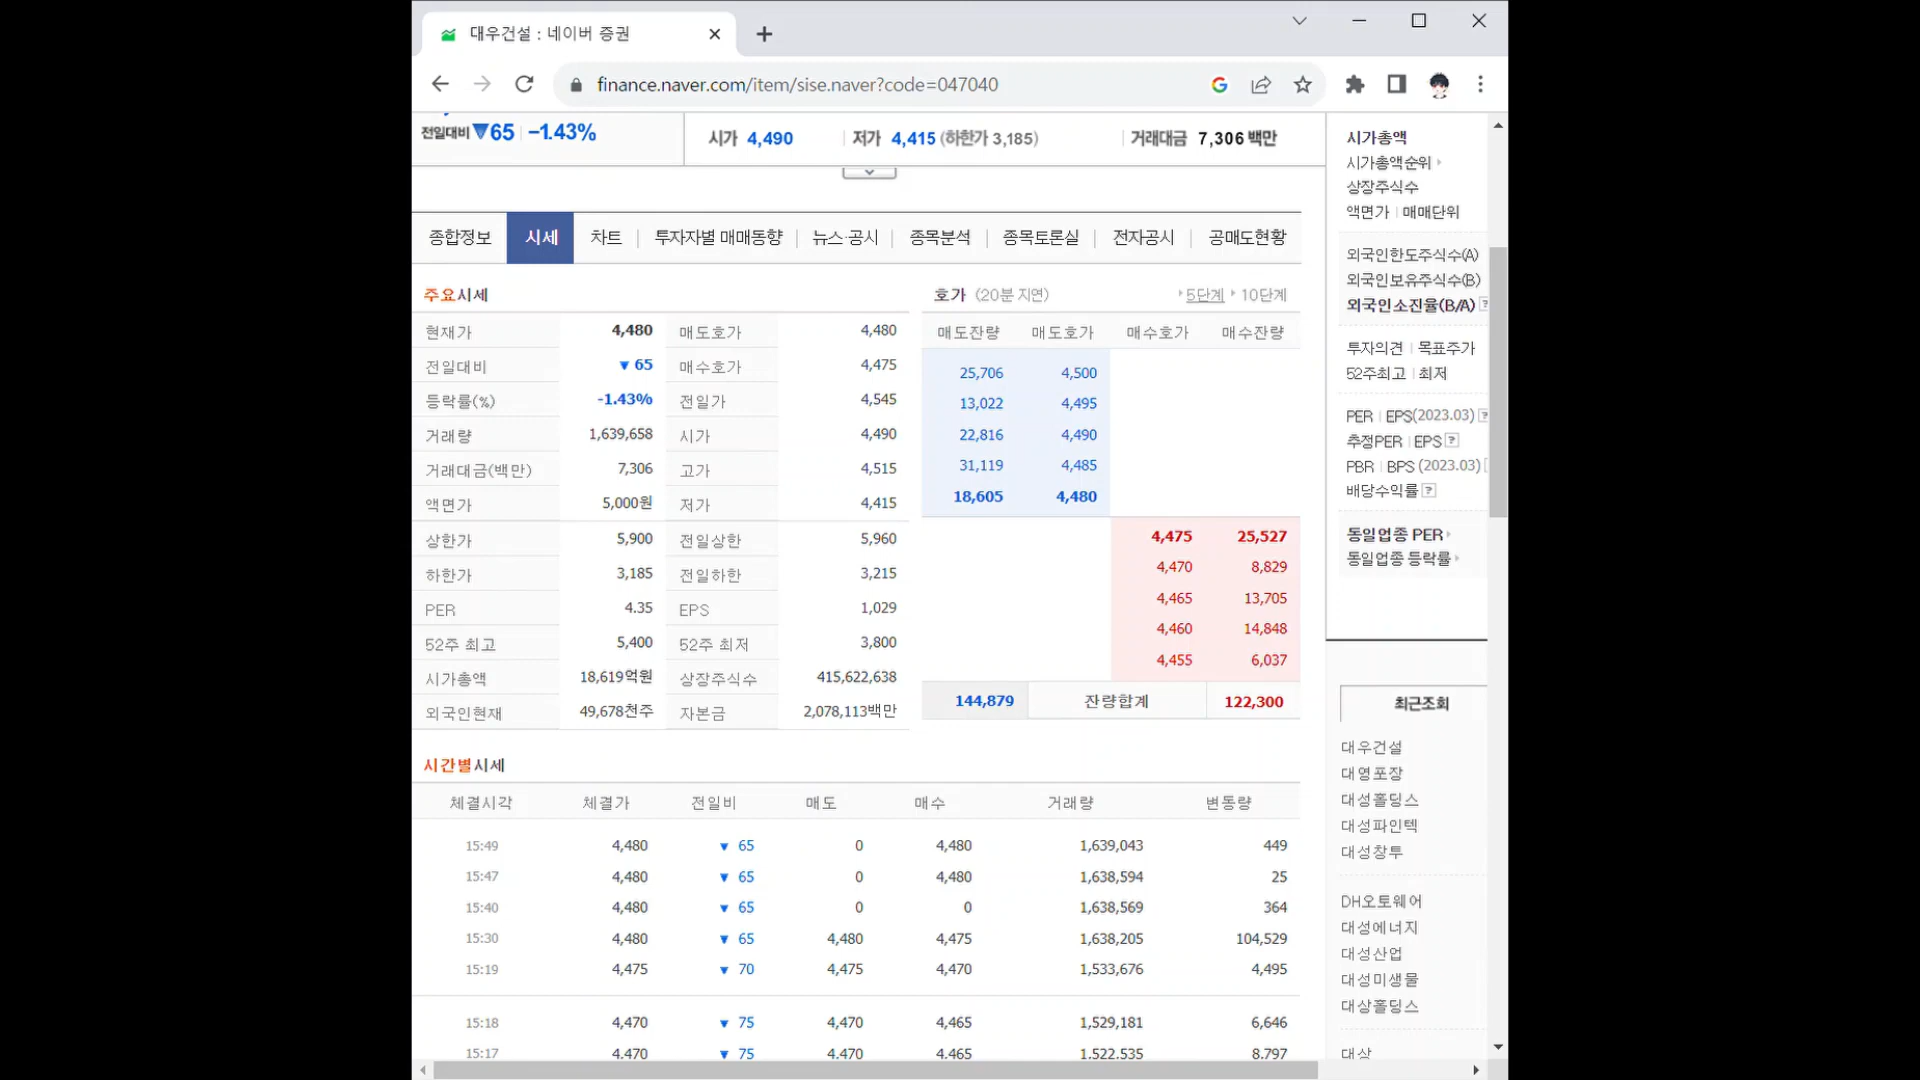 대우건설 : 네이버 증권
finance.naver.com/item/sise.naver?code=047040
전일대비 ▼65 -1.43%
시가 4,490 저가 4,415 (하한가 3,185) 거래대금 7,306 백만
종합정보 시세 차트 투자자별 매매동향 뉴스·공시 종목분석 종목토론실 전자공시 공매도현황
주요시세
현재가 4,480 매도호가 4,480
전일대비 ▼ 65 매수호가 4,475
등락률(%) -1.43% 전일가 4,545
거래량 1,639,658 시가 4,490
거래대금(백만) 7,306 고가 4,515
액면가 5,000원 저가 4,415
상한가 5,900 전일상한 5,960
하한가 3,185 전일하한 3,215
PER 4.35 EPS 1,029
52주 최고 5,400 52주 최저 3,800
시가총액 18,619억원 상장주식수 415,622,638
외국인현재 49,678천주 자본금 2,078,113백만
호가 (20분 지연) 5단계 10단계
매도잔량 매도호가 매수호가 매수잔량
25,706 4,500
13,022 4,495
22,816 4,490
31,119 4,485
18,605 4,480
4,475 25,527
4,470 8,829
4,465 13,705
4,460 14,848
4,455 6,037
144,879 잔량합계 122,300
시간별시세
체결시각 체결가 전일비 매도 매수 거래량 변동량
15:49 4,480 ▼ 65 0 4,480 1,639,043 449
15:47 4,480 ▼ 65 0 4,480 1,638,594 25
15:40 4,480 ▼ 65 0 0 1,638,569 364
15:30 4,480 ▼ 65 4,480 4,475 1,638,205 104,529
15:19 4,475 ▼ 70 4,475 4,470 1,533,676 4,495
15:18 4,470 ▼ 75 4,470 4,465 1,529,181 6,646
15:17 4,470 ▼ 75 4,470 4,465 1,522,535 8,797
시가총액
시가총액순위
상장주식수
액면가 | 매매단위
외국인한도주식수(A)
외국인보유주식수(B)
외국인소진율(B/A) ?
투자의견 | 목표주가
52주최고 | 최저
PER | EPS(2023.03) ?
추정PER | EPS ?
PBR | BPS (2023.03)
배당수익률 ?
동일업종 PER
동일업종 등락률
최근조회
대우건설
대영포장
대성홀딩스
대성파인텍
대성창투
DH오토웨어
대성에너지
대성산업
대성미생물
대상홀딩스
대상